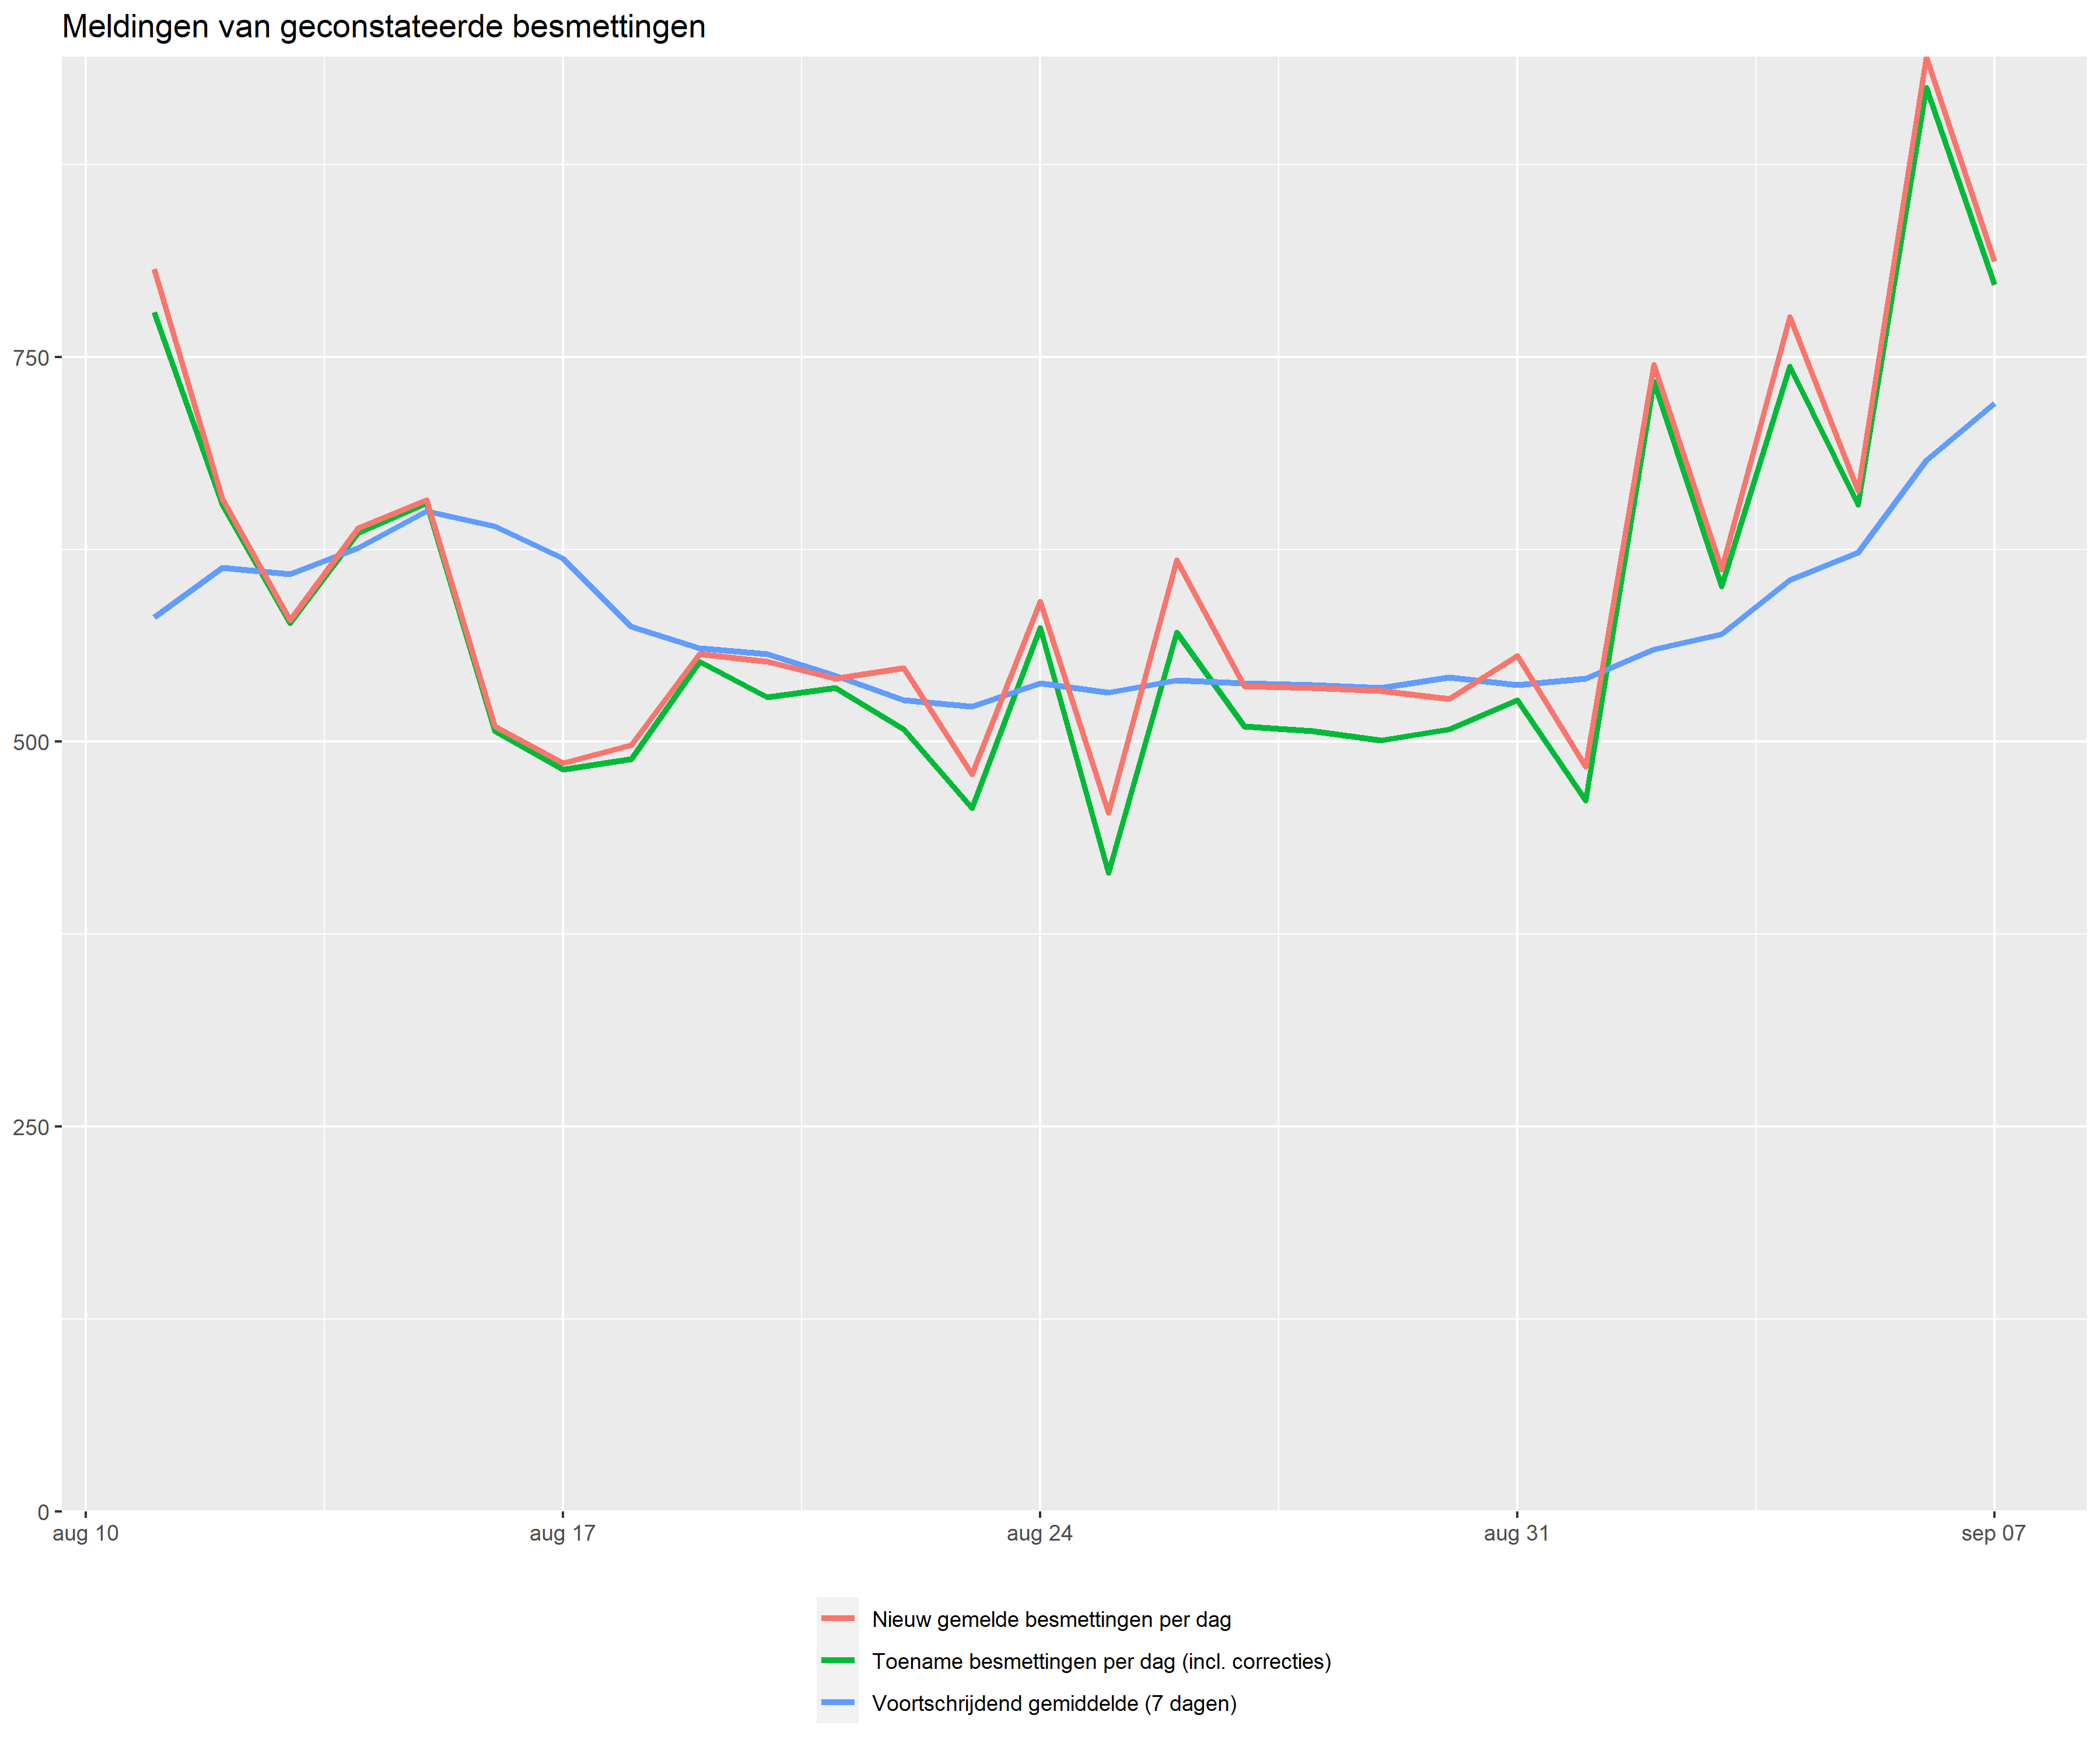 Meldingen van geconstateerde besmettingen
750
500
250
0
aug 10 aug 17 aug 24 aug 31 sep 07
Nieuw gemelde besmettingen per dag
Toename besmettingen per dag (incl. correcties)
Voortschrijdend gemiddelde (7 dagen)